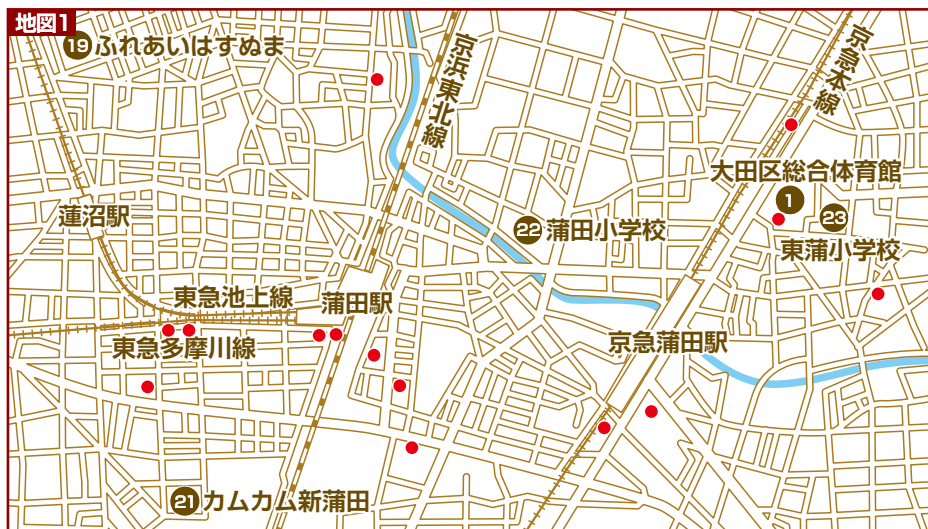 地図1
19 ふれあいはすぬま
京浜東北線
京急本線
大田区総合体育館
1
23
東蒲小学校
蓮沼駅
22 蒲田小学校
東急池上線
蒲田駅
東急多摩川線
京急蒲田駅
21 カムカム新蒲田